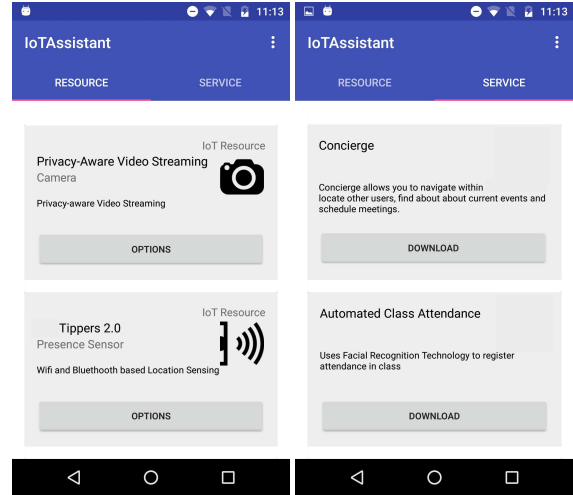 11:13
IoTAssistant
RESOURCE SERVICE
IoT Resource
Privacy-Aware Video Streaming
Camera
Privacy-aware Video Streaming
OPTIONS
IoT Resource
Tippers 2.0
Presence Sensor
Wifi and Bluethooth based Location Sensing
OPTIONS
11:13
IoTAssistant
RESOURCE SERVICE
Concierge
Concierge allows you to navigate within
locate other users, find about about current events and
schedule meetings.
DOWNLOAD
Automated Class Attendance
Uses Facial Recognition Technology to register
attendance in class
DOWNLOAD